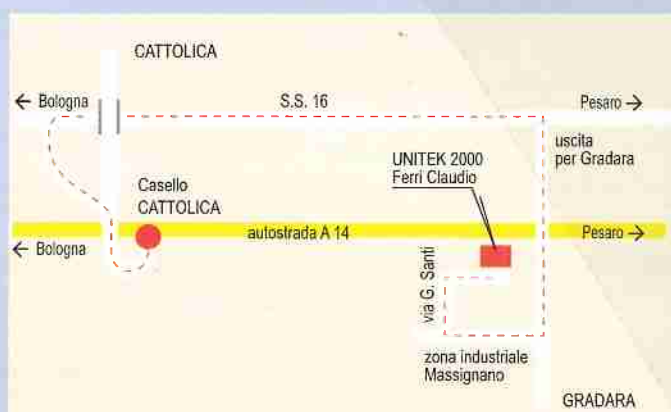 CATTOLICA
← Bologna
S.S. 16
Pesaro →
uscita
per Gradara
UNITEK 2000
Ferri Claudio
Casello
CATTOLICA
autostrada A 14
Pesaro →
← Bologna
via G. Santi
zona industriale
Massignano
GRADARA